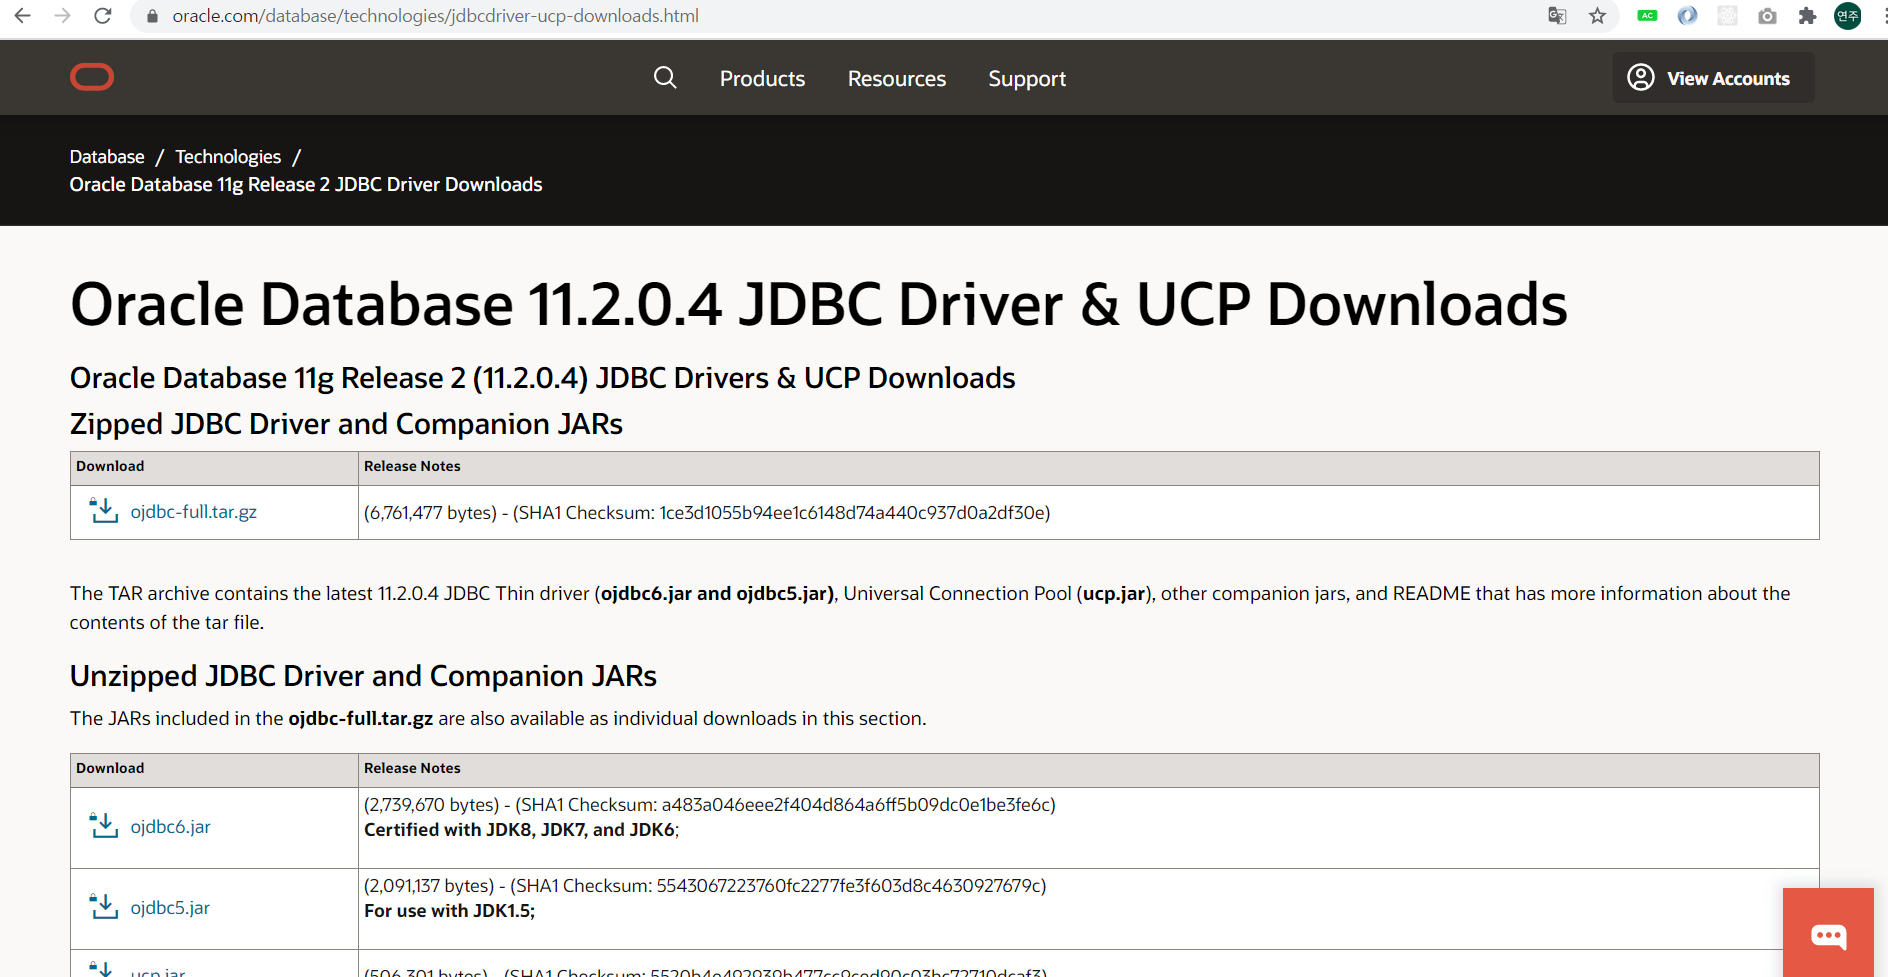 oracle.com/database/technologies/jdbcdriver-ucp-downloads.html
AC
연주
Products
Resources
Support
View Accounts
Database / Technologies /
Oracle Database 11g Release 2 JDBC Driver Downloads
Oracle Database 11.2.0.4 JDBC Driver & UCP Downloads
Oracle Database 11g Release 2 (11.2.0.4) JDBC Drivers & UCP Downloads
Zipped JDBC Driver and Companion JARs
Download Release Notes
ojdbc-full.tar.gz (6,761,477 bytes) - (SHA1 Checksum: 1ce3d1055b94ee1c6148d74a440c937d0a2df30e)
The TAR archive contains the latest 11.2.0.4 JDBC Thin driver (ojdbc6.jar and ojdbc5.jar), Universal Connection Pool (ucp.jar), other companion jars, and README that has more information about the
contents of the tar file.
Unzipped JDBC Driver and Companion JARs
The JARs included in the ojdbc-full.tar.gz are also available as individual downloads in this section.
Download Release Notes
ojdbc6.jar (2,739,670 bytes) - (SHA1 Checksum: a483a046eee2f404d864a6ff5b09dc0e1be3fe6c)
Certified with JDK8, JDK7, and JDK6;
ojdbc5.jar (2,091,137 bytes) - (SHA1 Checksum: 5543067223760fc2277fe3f603d8c4630927679c)
For use with JDK1.5;
ucp.jar (506,301 bytes) - (SHA1 Checksum: